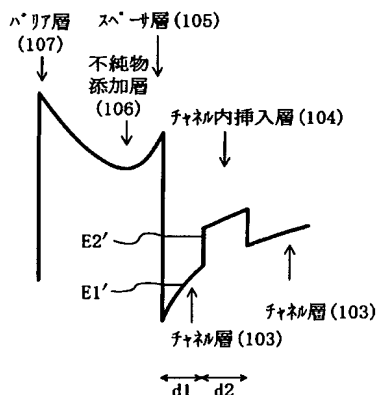 バリア層
(107)
スペーサ層(105)
不純物
添加層
(106)
チャネル内挿入層(104)
E2′
E1′
チャネル層(103)
チャネル層(103)
d1
d2